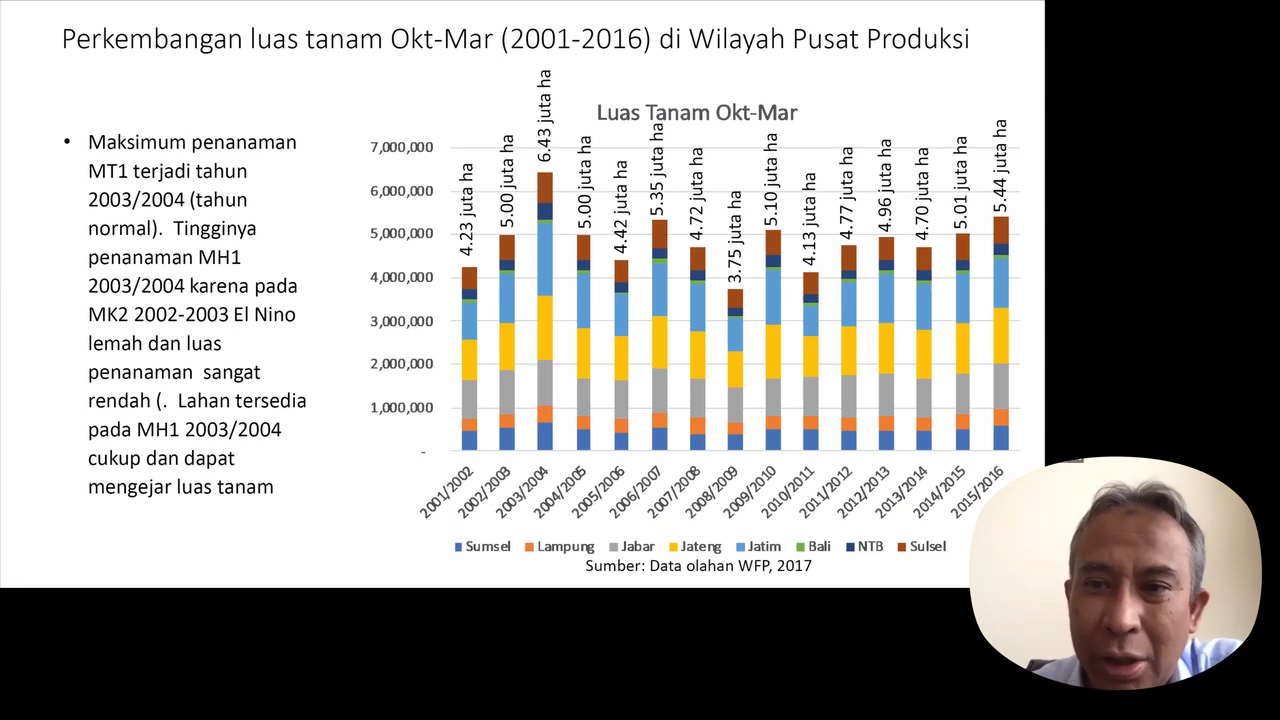 Perkembangan luas tanam Okt-Mar (2001-2016) di Wilayah Pusat Produksi
• Maksimum penanaman
MT1 terjadi tahun
2003/2004 (tahun
normal). Tingginya
penanaman MH1
2003/2004 karena pada
MK2 2002-2003 El Nino
lemah dan luas
penanaman sangat
rendah (. Lahan tersedia
pada MH1 2003/2004
cukup dan dapat
mengejar luas tanam
Luas Tanam Okt-Mar
7,000,000
6,000,000
5,000,000
4,000,000
3,000,000
2,000,000
1,000,000
-
4.23 juta ha
5.00 juta ha
6.43 juta ha
5.00 juta ha
4.42 juta ha
5.35 juta ha
4.72 juta ha
3.75 juta ha
5.10 juta ha
4.13 juta ha
4.77 juta ha
4.96 juta ha
4.70 juta ha
5.01 juta ha
5.44 juta ha
2001/2002
2002/2003
2003/2004
2004/2005
2005/2006
2006/2007
2007/2008
2008/2009
2009/2010
2010/2011
2011/2012
2012/2013
2013/2014
2014/2015
2015/2016
Sumsel Lampung Jabar Jateng Jatim Bali NTB Sulsel
Sumber: Data olahan WFP, 2017